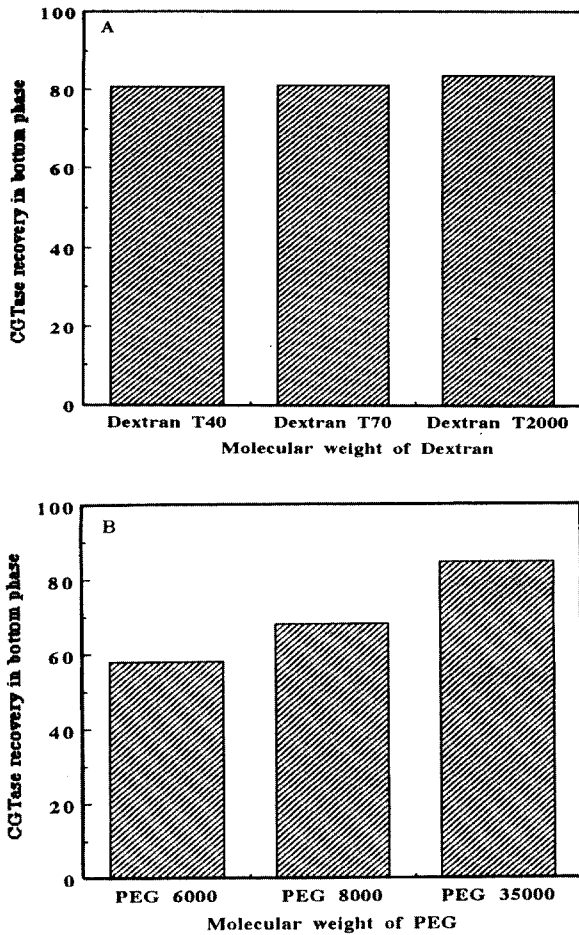 A
CGTase recovery in bottom phase
100
80
60
40
20
0
Dextran T40 Dextran T70 Dextran T2000
Molecular weight of Dextran
B
CGTase recovery in bottom phase
100
80
60
40
20
0
PEG 6000 PEG 8000 PEG 35000
Molecular weight of PEG